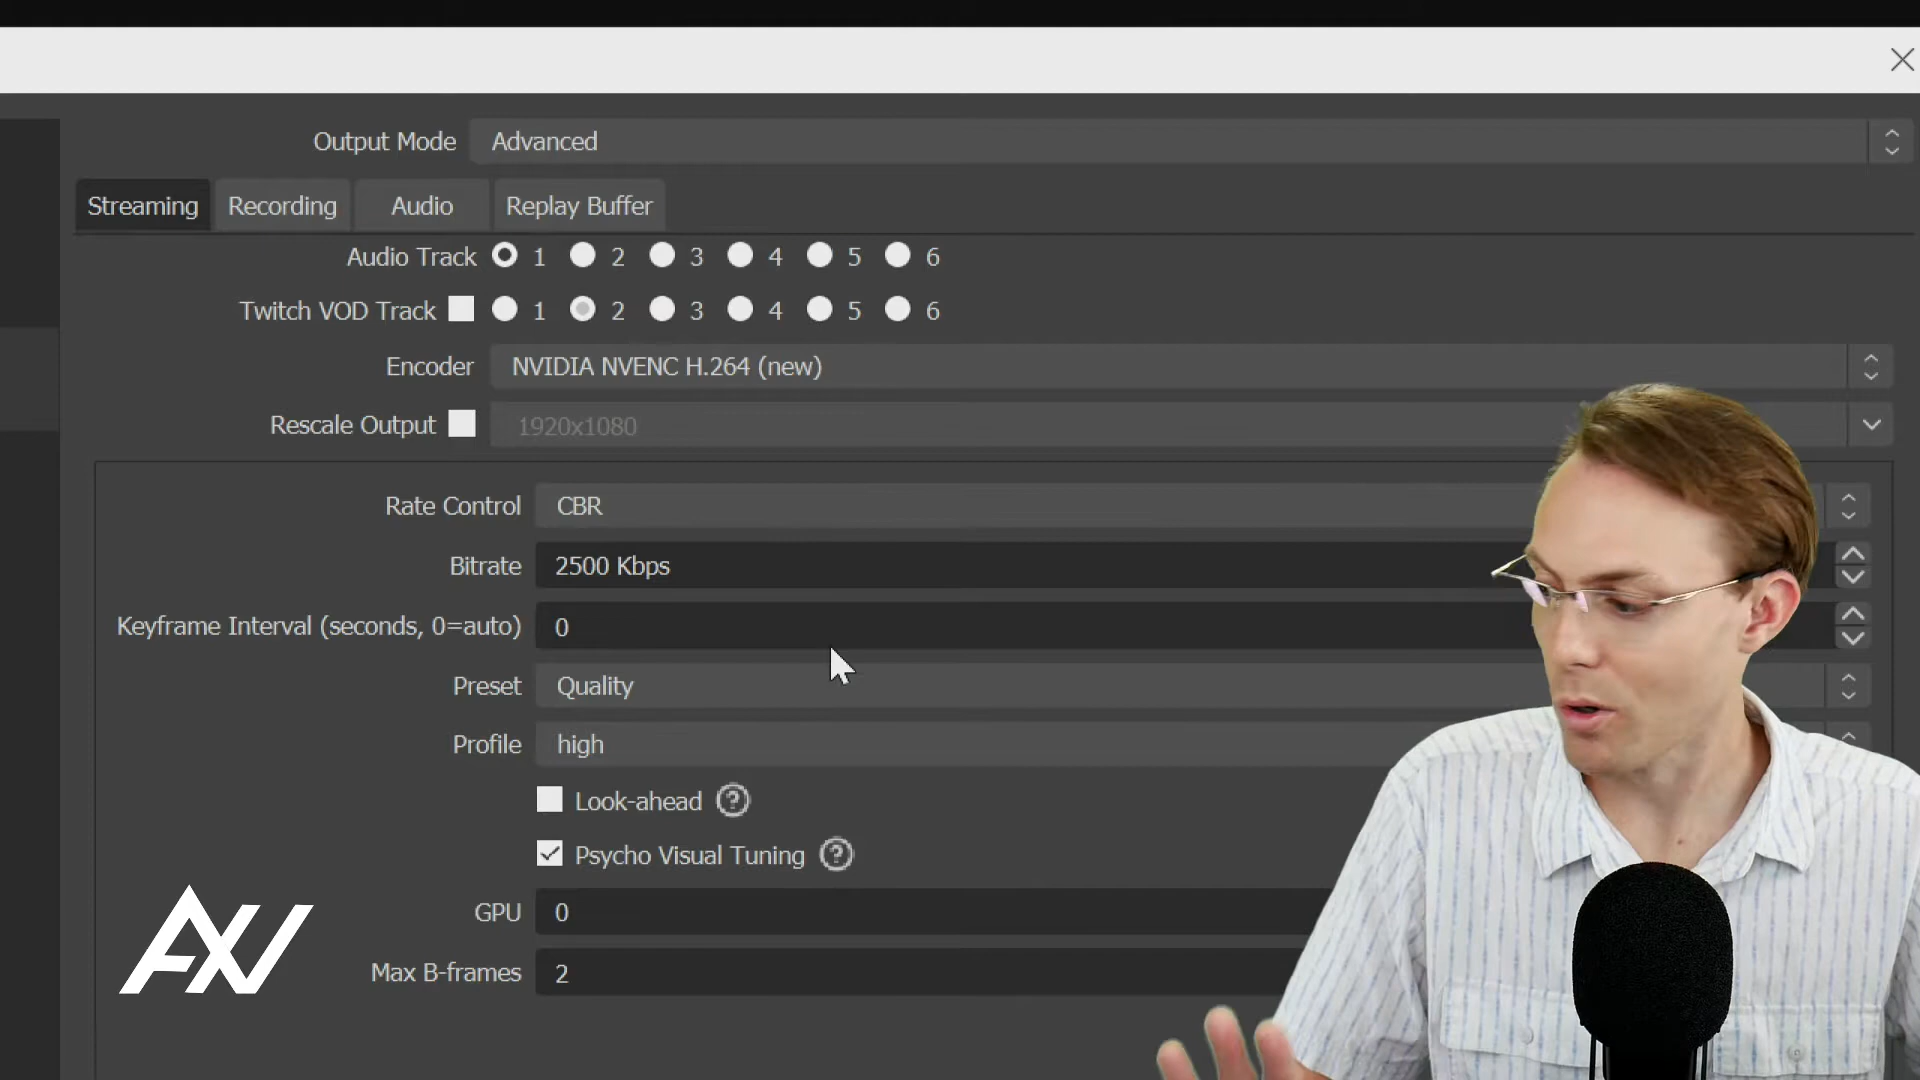 Output Mode Advanced
Streaming Recording Audio Replay Buffer
Audio Track 1 2 3 4 5 6
Twitch VOD Track 1 2 3 4 5 6
Encoder NVIDIA NVENC H.264 (new)
Rescale Output 1920x1080
Rate Control CBR
Bitrate 2500 Kbps
Keyframe Interval (seconds, 0=auto) 0
Preset Quality
Profile high
Look-ahead ?
Psycho Visual Tuning ?
GPU 0
Max B-frames 2